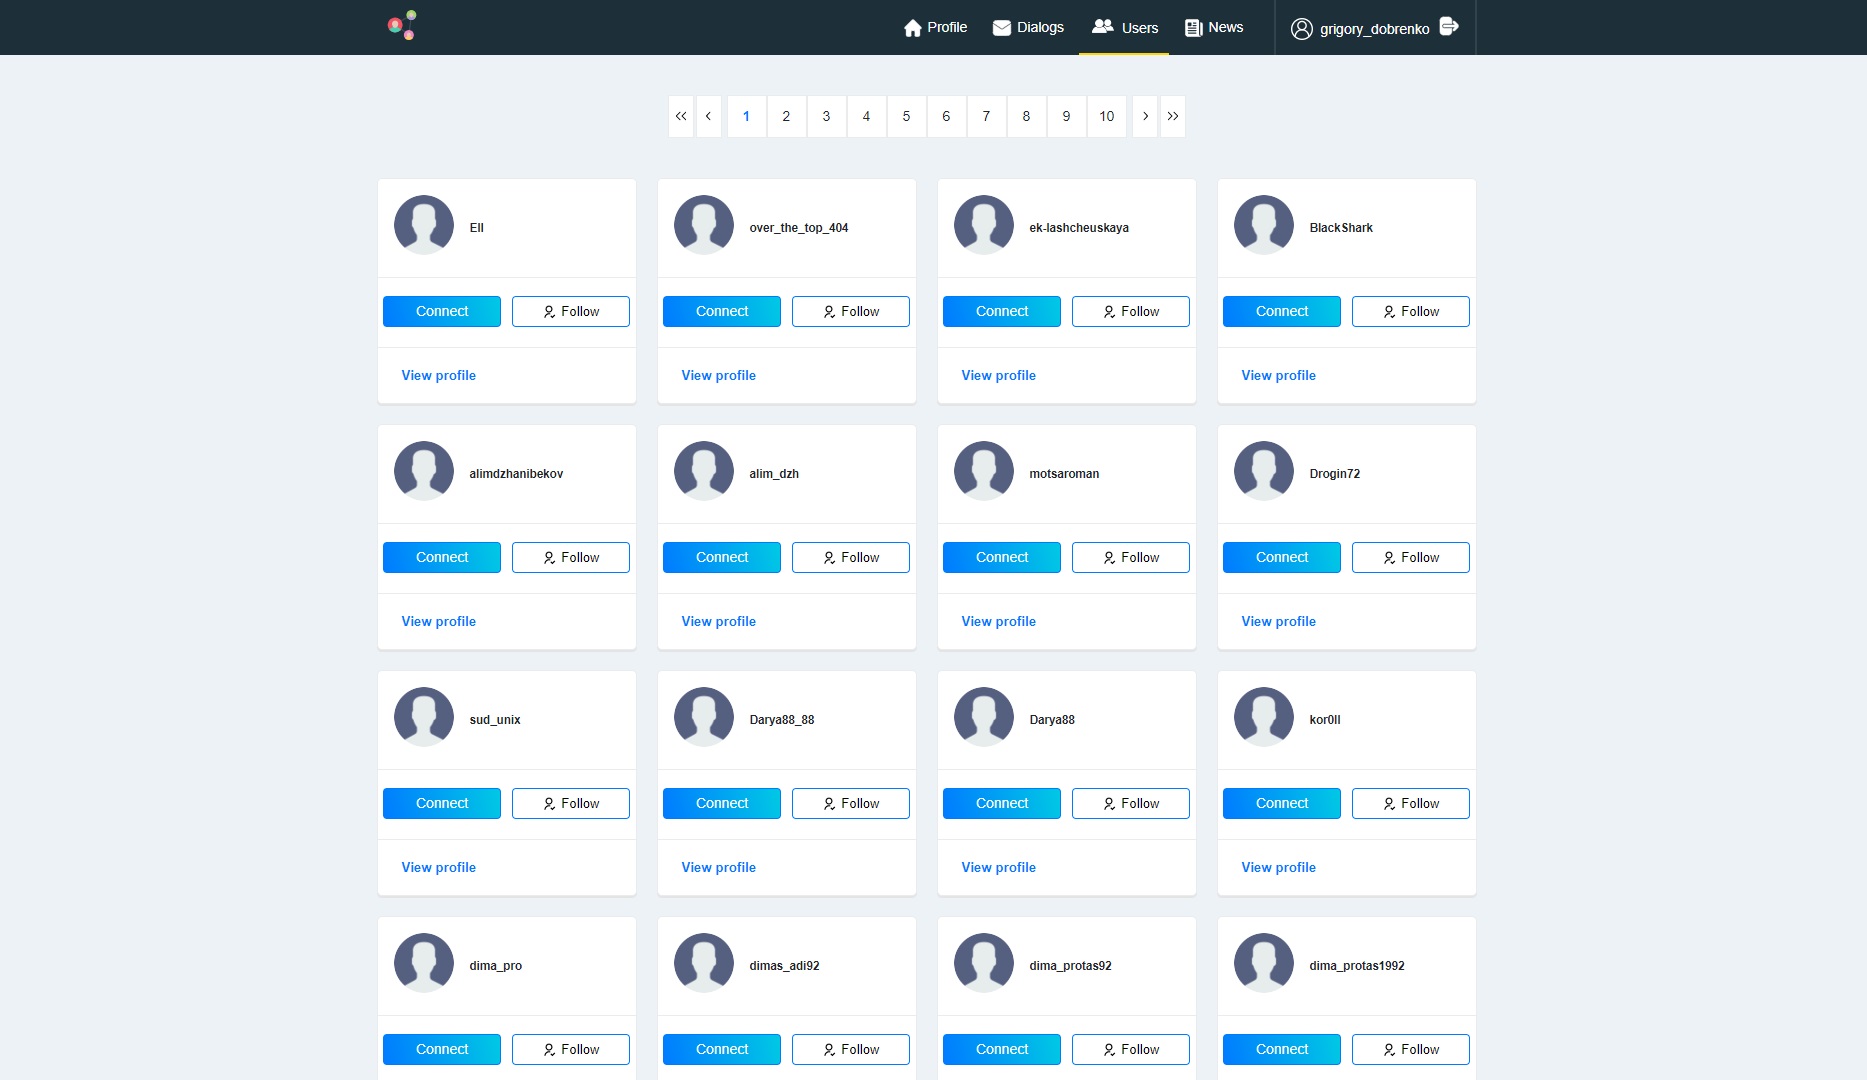 Profile Dialogs Users News grigory_dobrenko
<< < 1 2 3 4 5 6 7 8 9 10 > >>
Ell over_the_top_404 ek-lashcheuskaya BlackShark
Connect Follow Connect Follow Connect Follow Connect Follow
View profile View profile View profile View profile
alimdzhanibekov alim_dzh motsaroman Drogin72
Connect Follow Connect Follow Connect Follow Connect Follow
View profile View profile View profile View profile
sud_unix Darya88_88 Darya88 kor0ll
Connect Follow Connect Follow Connect Follow Connect Follow
View profile View profile View profile View profile
dima_pro dimas_adi92 dima_protas92 dima_protas1992
Connect Follow Connect Follow Connect Follow Connect Follow